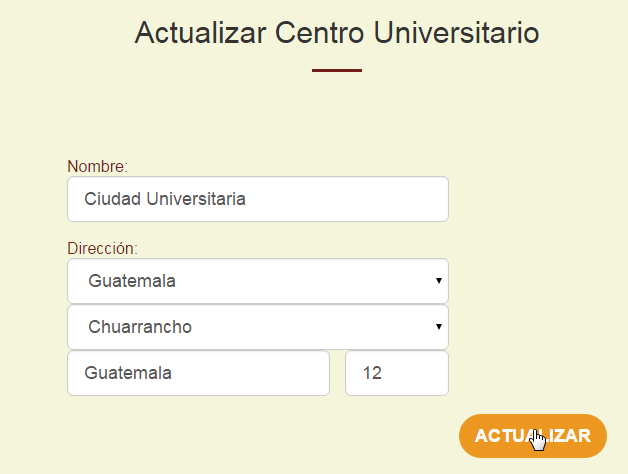 Actualizar Centro Universitario
Nombre:
Ciudad Universitaria
Dirección:
Guatemala
Chuarrancho
Guatemala 12
ACTUALIZAR